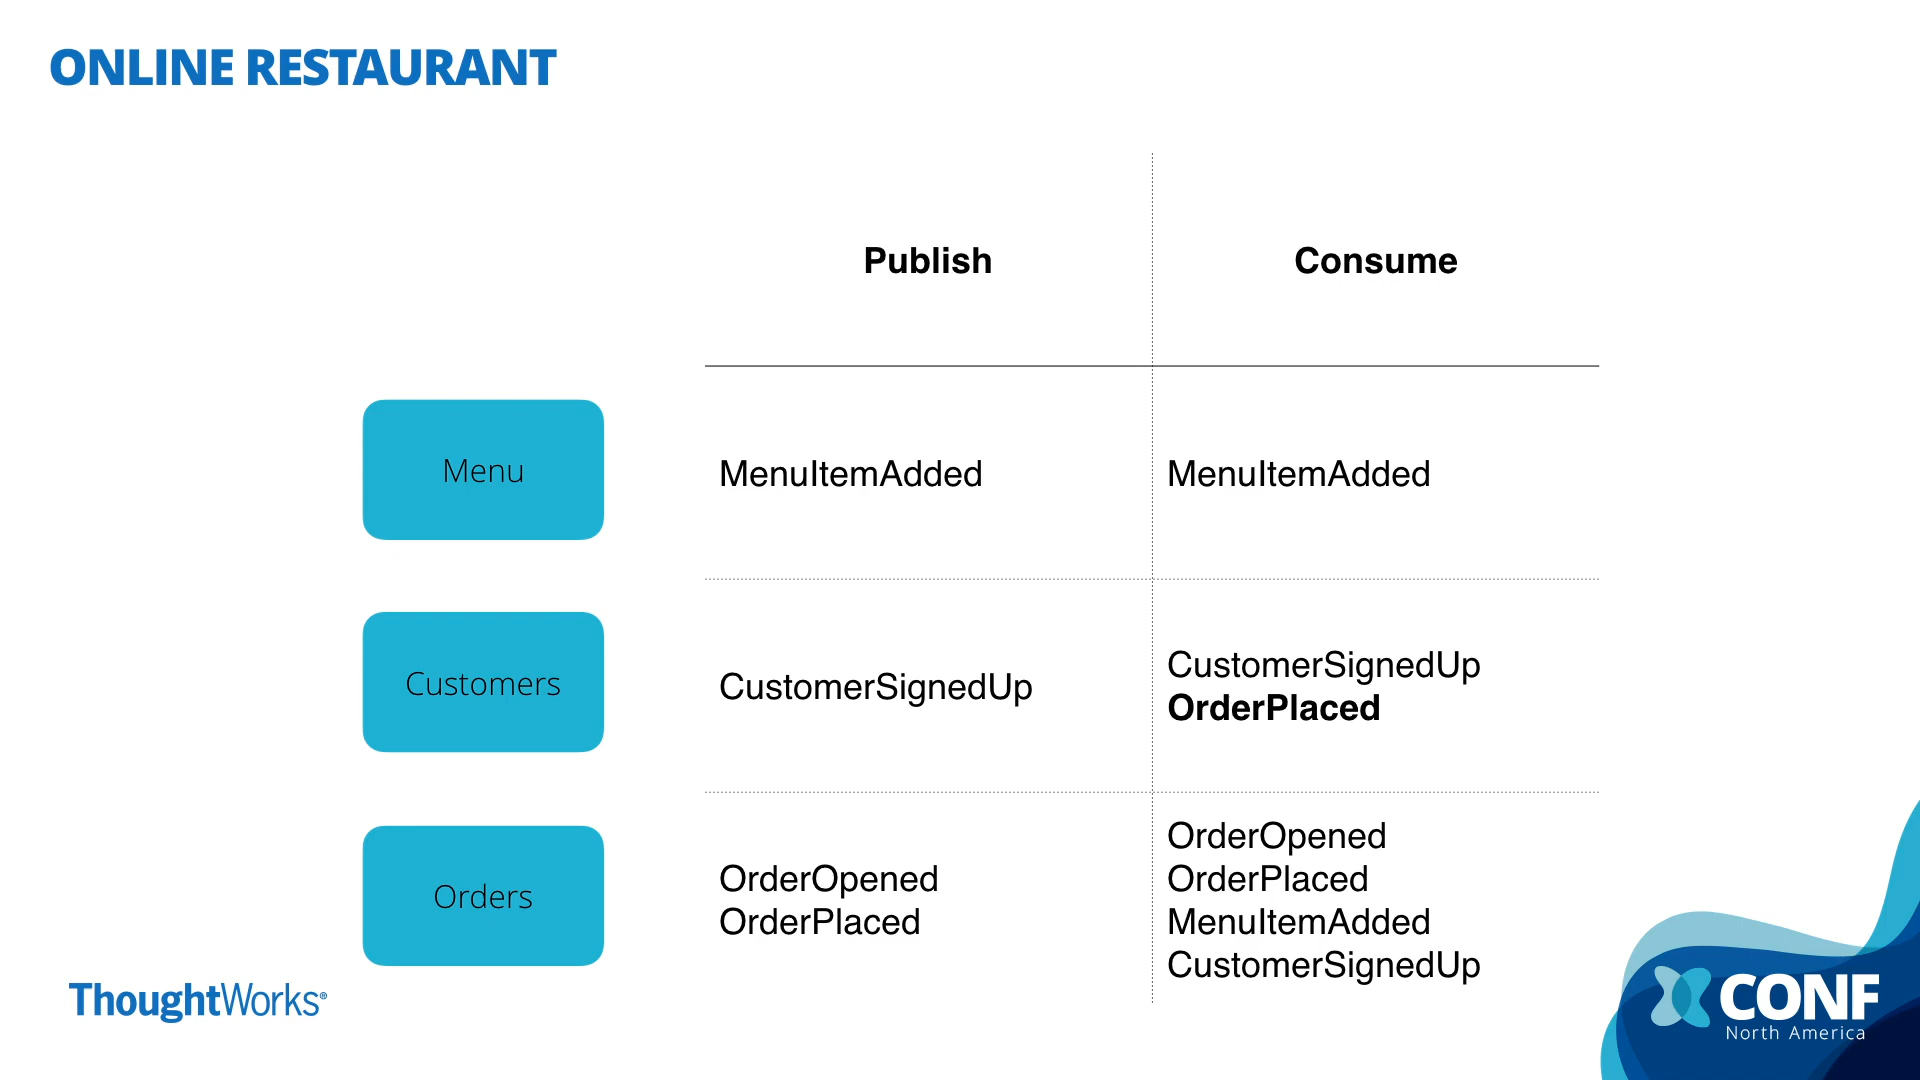 ONLINE RESTAURANT
Publish
Consume
Menu
MenuItemAdded
MenuItemAdded
Customers
CustomerSignedUp
CustomerSignedUp
OrderPlaced
Orders
OrderOpened
OrderPlaced
OrderOpened
OrderPlaced
MenuItemAdded
CustomerSignedUp
ThoughtWorks®
XCONF
North America